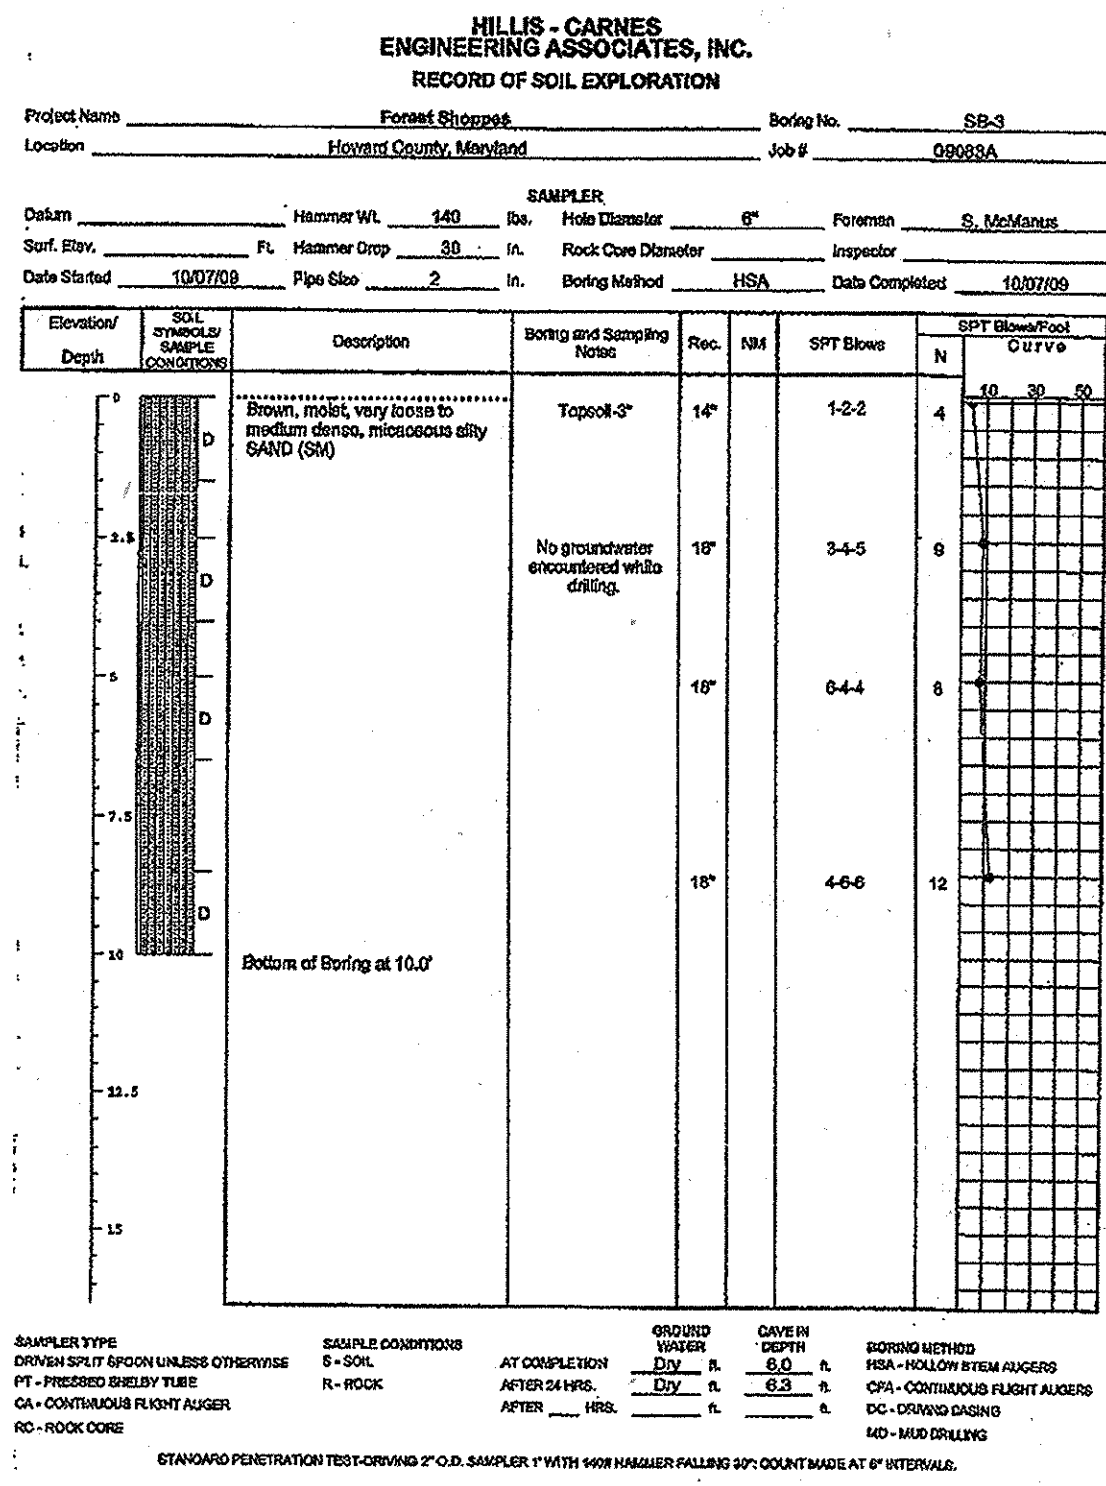 HILLIS - CARNES
ENGINEERING ASSOCIATES, INC.
RECORD OF SOIL EXPLORATION
Project Name Forest Shoppes Boring No. SB-3
Location Howard County, Maryland Job # 09083A
SAMPLER
Datum Hammer Wt. 140 lbs. Hole Diameter 6" Foreman S. McManus
Surf. Elev. Ft. Hammer Drop 30 in. Rock Core Diameter Inspector
Date Started 10/07/09 Pipe Size 2 in. Boring Method HSA Date Completed 10/07/09
Elevation/
Depth
SOIL
SYMBOLS/
SAMPLE
CONDITIONS
Description
Boring and Sampling
Notes
Rec.
NM
SPT Blows
N
SPT Blows/Foot
Curve
10 30 50
0
Brown, moist, very loose to
medium dense, micaceous silty
SAND (SM)
Topsoil-3" 14" 1-2-2 4
D
2.5
No groundwater
encountered while
drilling.
18" 3-4-5 9
D
5
18" 6-4-4 8
D
7.5
18" 4-6-6 12
D
10
Bottom of Boring at 10.0'
12.5
15
SAMPLER TYPE
DRIVEN SPLIT SPOON UNLESS OTHERWISE
PT - PRESSED SHELBY TUBE
CA - CONTINUOUS FLIGHT AUGER
RC - ROCK CORE
SAMPLE CONDITIONS
S - SOIL
R - ROCK
GROUND
WATER
CAVE IN
DEPTH
AT COMPLETION Dry ft. 6.0 ft.
AFTER 24 HRS. Dry ft. 6.3 ft.
AFTER ___ HRS. ft. ft.
BORING METHOD
HSA - HOLLOW STEM AUGERS
CFA - CONTINUOUS FLIGHT AUGERS
DC - DRIVING CASING
MD - MUD DRILLING
STANDARD PENETRATION TEST-DRIVING 2" O.D. SAMPLER 1' WITH 140# HAMMER FALLING 30"; COUNT MADE AT 6" INTERVALS.